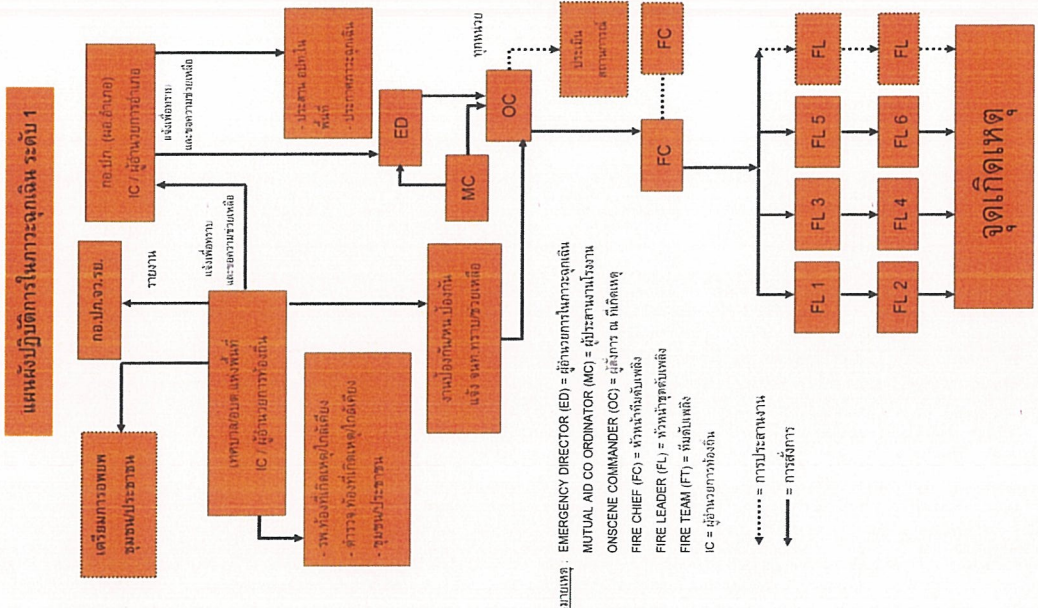 แผนผังปฏิบัติการในภาวะฉุกเฉิน ระดับ 1
เตรียมการอพยพ
ชุมชน/ประชาชน
กอ.ปภ.จว.รย.
กอ.ปภ. (ผอ.อำเภอ)
IC / ผู้อำนวยการอำเภอ
รายงาน
แจ้งเพื่อทราบ
และขอความช่วยเหลือ
แจ้งเพื่อทราบ
และขอความช่วยเหลือ
เทศบาล/อบต.แห่งพื้นที่
IC / ผู้อำนวยการท้องถิ่น
- ประสาน อปท.ใน
พื้นที่
- ประกาศภาวะฉุกเฉิน
- รพ.ท้องที่เกิดเหตุ/ใกล้เคียง
- ตำรวจ ท้องที่เกิดเหตุ/ใกล้เคียง
- ชุมชน/ประชาชน
งานป้องกัน/หน.ป้องกัน
แจ้ง จนท.ทราบ/ช่วยเหลือ
ED
MC
OC
ทุกหน่วย
ประเมิน
สถานการณ์
FC
FC
FL 1
FL 3
FL 5
FL
FL 2
FL 4
FL 6
FL
จุดเกิดเหตุ
มายเหตุ : EMERGENCY DIRECTOR (ED) = ผู้อำนวยการในภาวะฉุกเฉิน
MUTUAL AID CO ORDINATOR (MC) = ผู้ประสานงานโรงงาน
ONSCENE COMMANDER (OC) = ผู้สั่งการ ณ ที่เกิดเหตุ
FIRE CHIEF (FC) = หัวหน้าทีมดับเพลิง
FIRE LEADER (FL) = หัวหน้าชุดดับเพลิง
FIRE TEAM (FT) = ทีมดับเพลิง
IC = ผู้อำนวยการท้องถิ่น
= การประสานงาน
= การสั่งการ